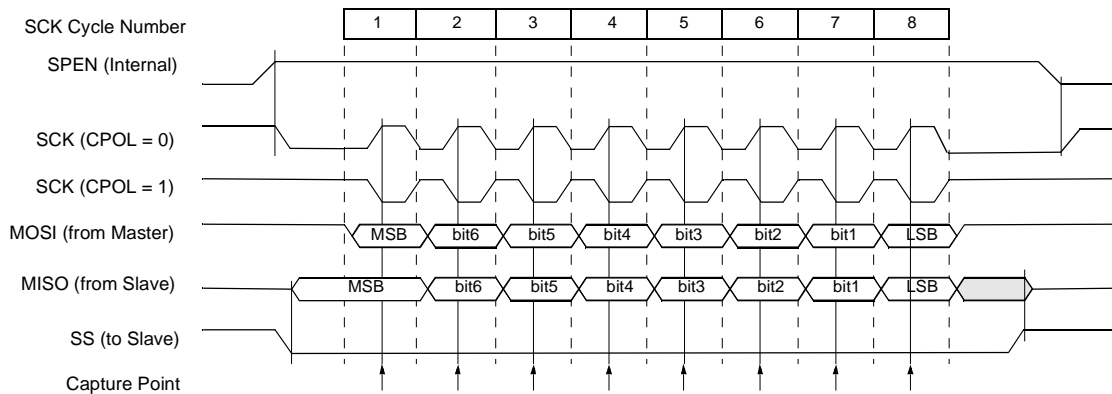 SCK Cycle Number 1 2 3 4 5 6 7 8
SPEN (Internal)
SCK (CPOL = 0)
SCK (CPOL = 1)
MOSI (from Master) MSB bit6 bit5 bit4 bit3 bit2 bit1 LSB
MISO (from Slave) MSB bit6 bit5 bit4 bit3 bit2 bit1 LSB
SS (to Slave)
Capture Point